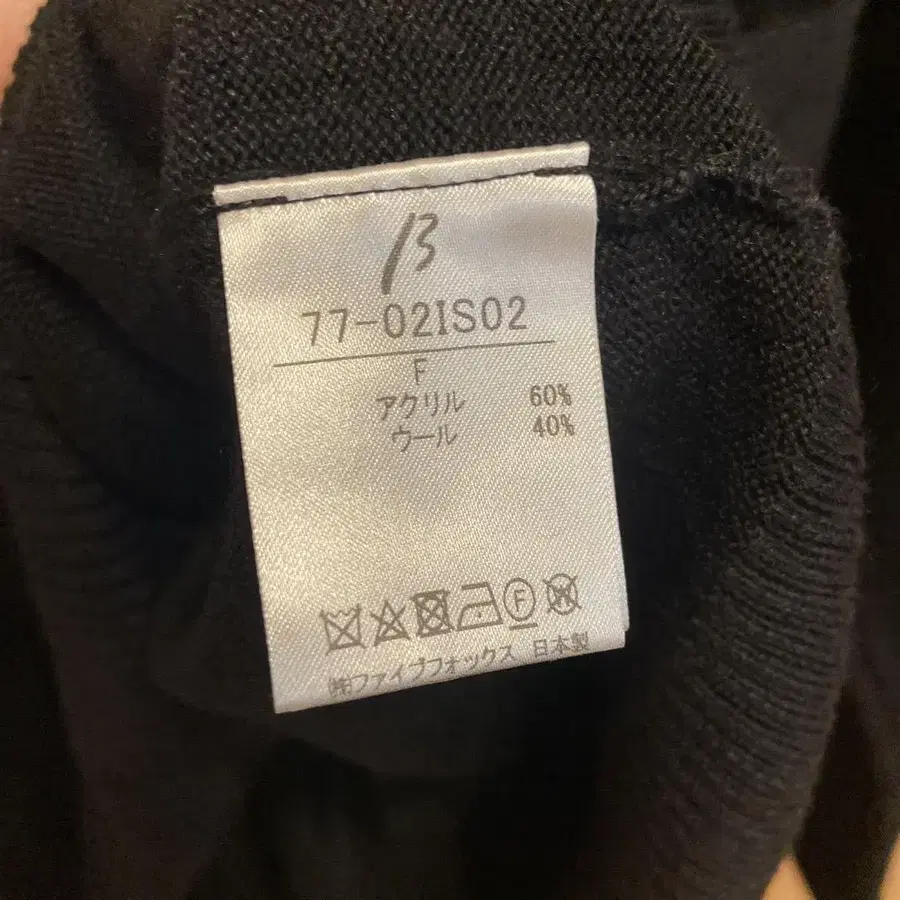 β
77-02IS02
F
アクリル 60%
ウール 40%
F
㈱ファイブフォックス 日本製